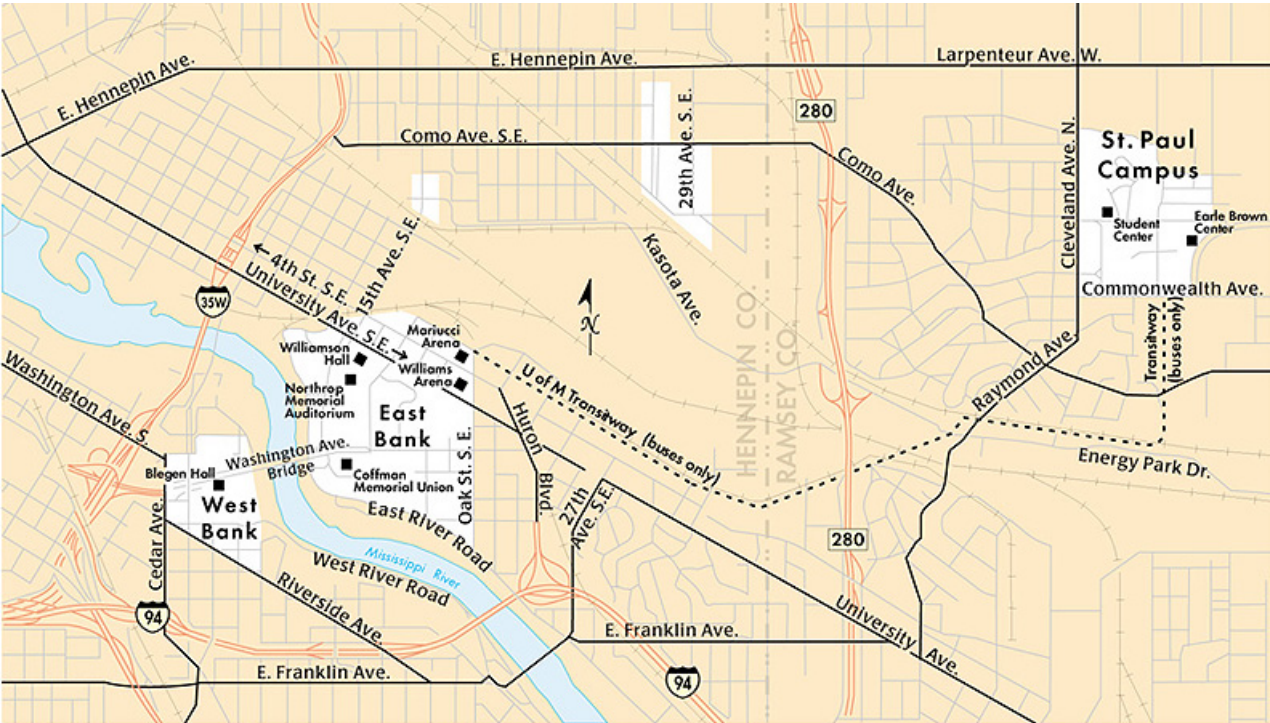 E. Hennepin Ave.
E. Hennepin Ave.
Larpenteur Ave. W.
280
Como Ave. S.E.
29th Ave. S. E.
Como Ave.
Cleveland Ave. N.
St. Paul
Campus
Student
Center
Earle Brown
Center
Commonwealth Ave.
Transitway
(buses only)
Kasota Ave.
15th Ave. S.E.
4th St. S.E.
University Ave. S.E.
35W
N
HENNEPIN CO.
RAMSEY CO.
Mariucci
Arena
Williams
Arena
Williamson
Hall
Northrop
Memorial
Auditorium
East
Bank
U of M Transitway (buses only)
Raymond Ave.
Energy Park Dr.
Washington Ave. S.
Washington Ave.
Bridge
Blegen Hall
West
Bank
Coffman
Memorial Union
Oak St. S.E.
Huron
Blvd.
27th
Ave. S.E.
East River Road
Mississippi River
West River Road
Cedar Ave.
Riverside Ave.
94
280
University
Ave.
E. Franklin Ave.
E. Franklin Ave.
94